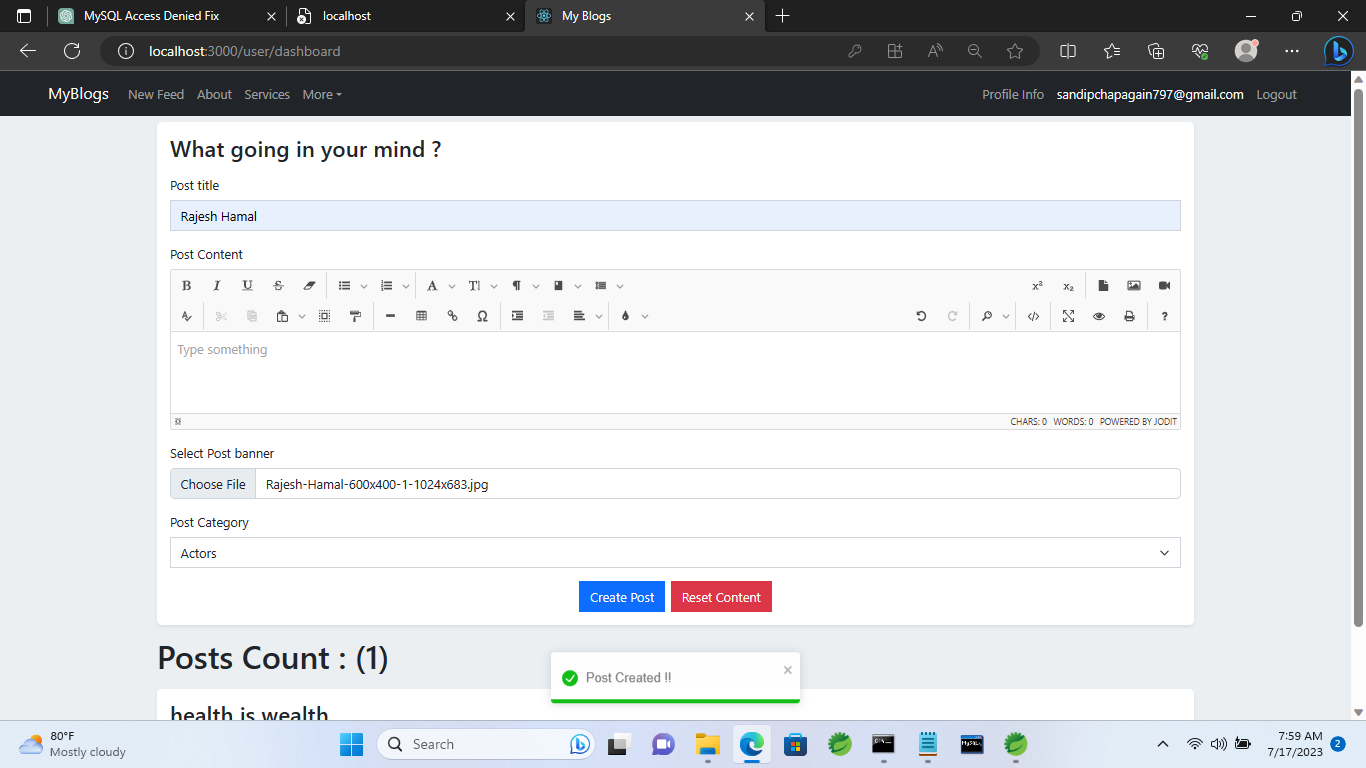 MySQL Access Denied Fix
localhost
My Blogs
localhost:3000/user/dashboard
MyBlogs New Feed About Services More Profile Info sandipchapagain797@gmail.com Logout
What going in your mind ?
Post title
Rajesh Hamal
Post Content
Type something
CHARS: 0 WORDS: 0 POWERED BY JODIT
Select Post banner
Choose File Rajesh-Hamal-600x400-1-1024x683.jpg
Post Category
Actors
Create Post Reset Content
Posts Count : (1)
Post Created !!
health is wealth
80°F
Mostly cloudy
Search
7:59 AM
7/17/2023
2